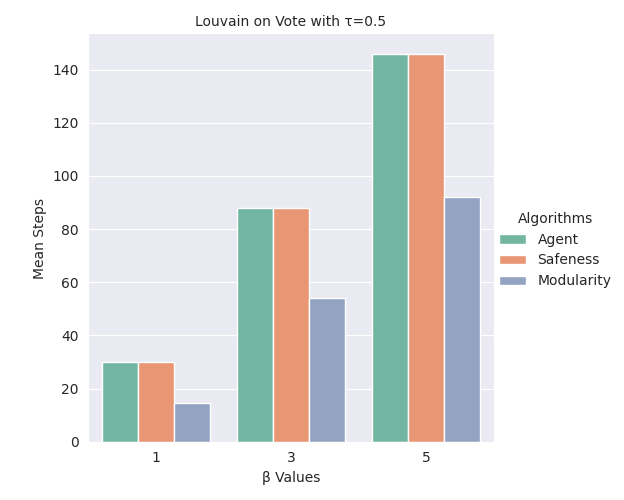 Louvain on Vote with τ=0.5
140
120
100
80
60
40
20
0
Mean Steps
1 3 5
β Values
Algorithms
Agent
Safeness
Modularity